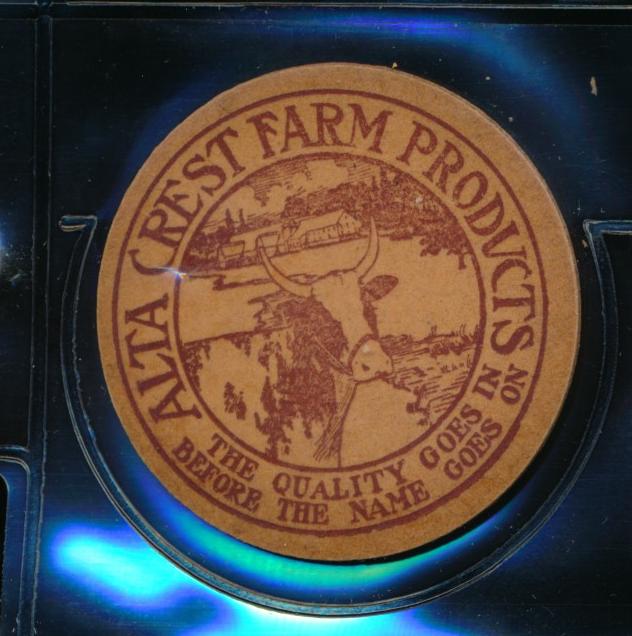 ALTA CREST FARM PRODUCTS
THE QUALITY GOES IN
BEFORE THE NAME GOES ON